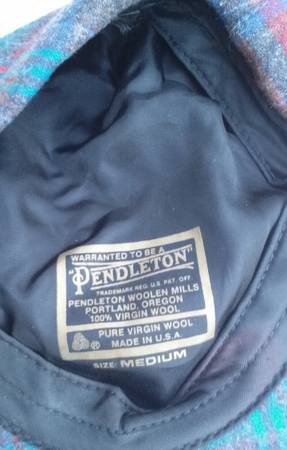 WARRANTED TO BE A
"PENDLETON"
TRADEMARK REG. U.S. PAT. OFF.
PENDLETON WOOLEN MILLS
PORTLAND, OREGON
100% VIRGIN WOOL
PURE VIRGIN WOOL
® MADE IN U.S.A.
SIZE: MEDIUM